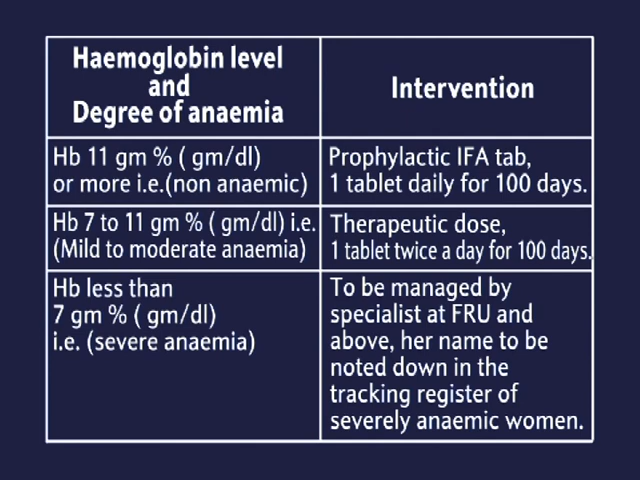 Haemoglobin level
and
Degree of anaemia
Intervention
Hb 11 gm % ( gm/dl)
or more i.e.(non anaemic)
Prophylactic IFA tab,
1 tablet daily for 100 days.
Hb 7 to 11 gm % ( gm/dl) i.e.
(Mild to moderate anaemia)
Therapeutic dose,
1 tablet twice a day for 100 days.
Hb less than
7 gm % ( gm/dl)
i.e. (severe anaemia)
To be managed by
specialist at FRU and
above, her name to be
noted down in the
tracking register of
severely anaemic women.